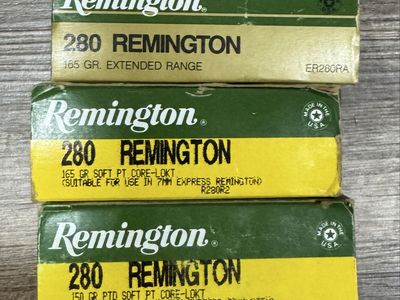 Remington®
280 REMINGTON
165 GR. EXTENDED RANGE
ER280RA
Remington®
MADE IN THE U.S.A.
280 REMINGTON
165 GR SOFT PT CORE-LOKT
(SUITABLE FOR USE IN 7MM EXPRESS REMINGTON)
R280R2
Remington®
MADE IN THE U.S.A.
280 REMINGTON
150 GR PTD SOFT PT CORE-LOKT